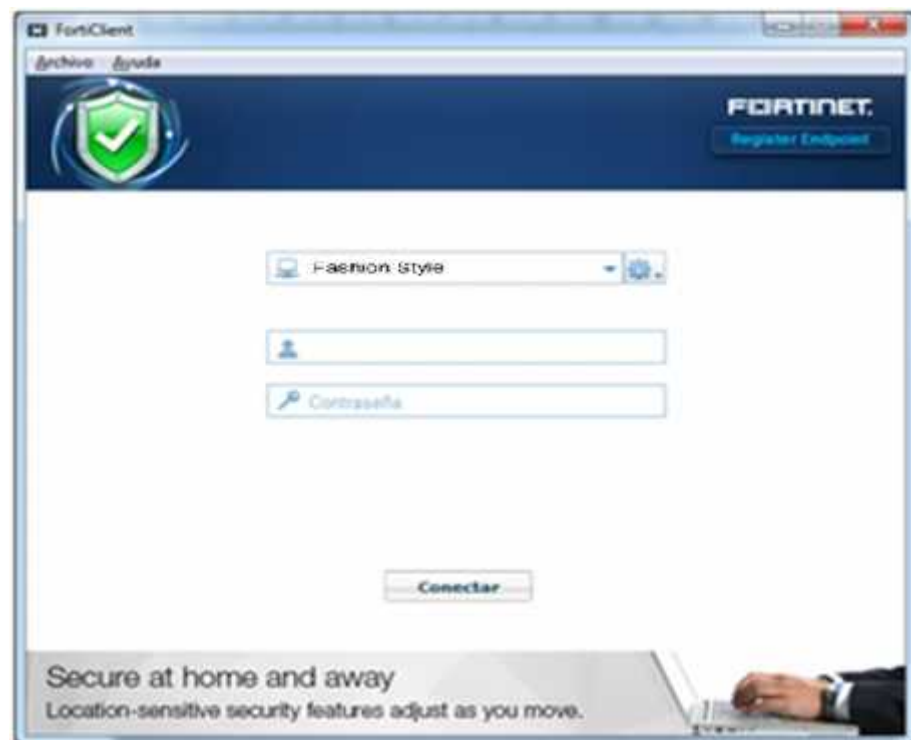 FortiClient
Archivo Ayuda
FORTINET.
Register Endpoint
Fashion Style
Contraseña
Conectar
Secure at home and away
Location-sensitive security features adjust as you move.